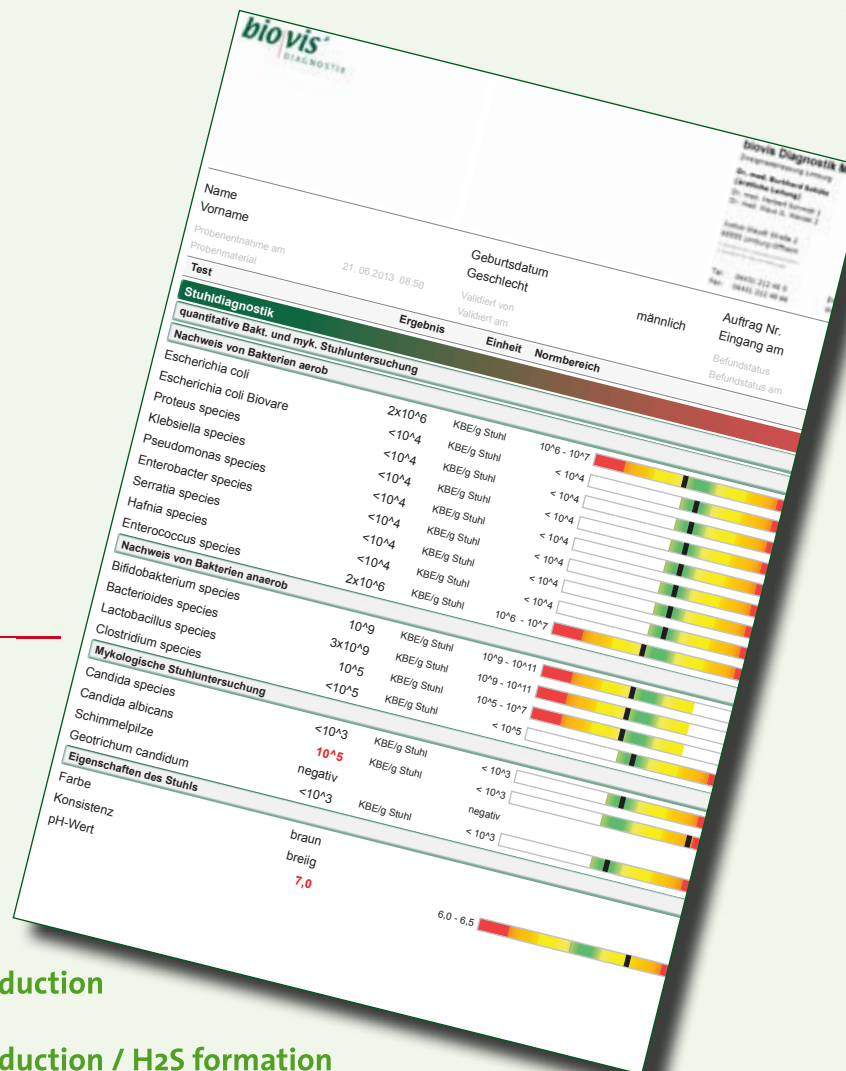 biovis'
DIAGNOSTIK
biovis Diagnostik
Name
Vorname
Probenentnahme am 21. 06.2013 08:50
Probenmaterial
Geburtsdatum
Geschlecht männlich
Validiert von
Validiert am
Auftrag Nr.
Eingang am
Befundstatus
Befundstatus am
Test Ergebnis Einheit Normbereich
Stuhldiagnostik
quantitative Bakt. und myk. Stuhluntersuchung
Nachweis von Bakterien aerob
Escherichia coli 2x10^6 KBE/g Stuhl 10^6 - 10^7
Escherichia coli Biovare <10^4 KBE/g Stuhl < 10^4
Proteus species <10^4 KBE/g Stuhl < 10^4
Klebsiella species <10^4 KBE/g Stuhl < 10^4
Pseudomonas species <10^4 KBE/g Stuhl < 10^4
Enterobacter species <10^4 KBE/g Stuhl < 10^4
Serratia species <10^4 KBE/g Stuhl < 10^4
Hafnia species <10^4 KBE/g Stuhl < 10^4
Enterococcus species 2x10^6 KBE/g Stuhl 10^6 - 10^7
Nachweis von Bakterien anaerob
Bifidobakterium species 10^9 KBE/g Stuhl 10^9 - 10^11
Bacterioides species 3x10^9 KBE/g Stuhl 10^9 - 10^11
Lactobacillus species 10^5 KBE/g Stuhl 10^5 - 10^7
Clostridium species <10^5 KBE/g Stuhl < 10^5
Mykologische Stuhluntersuchung
Candida species <10^3 KBE/g Stuhl < 10^3
Candida albicans 10^5 KBE/g Stuhl < 10^3
Schimmelpilze negativ negativ
Geotrichum candidum <10^3 KBE/g Stuhl < 10^3
Eigenschaften des Stuhls
Farbe braun
Konsistenz breiig
pH-Wert 7,0 6,0 - 6,5
duction
duction / H2S formation